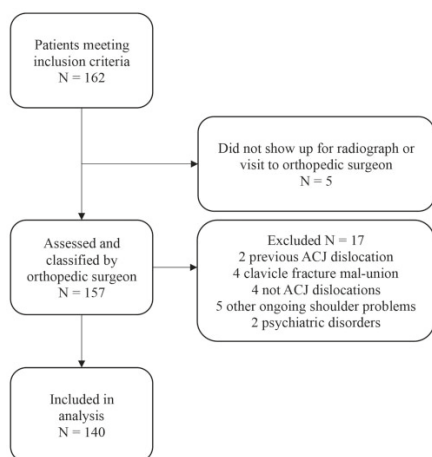 Patients meeting
inclusion criteria
N = 162
Did not show up for radiograph or
visit to orthopedic surgeon
N = 5
Assessed and
classified by
orthopedic surgeon
N = 157
Excluded N = 17
2 previous ACJ dislocation
4 clavicle fracture mal-union
4 not ACJ dislocations
5 other ongoing shoulder problems
2 psychiatric disorders
Included in
analysis
N = 140